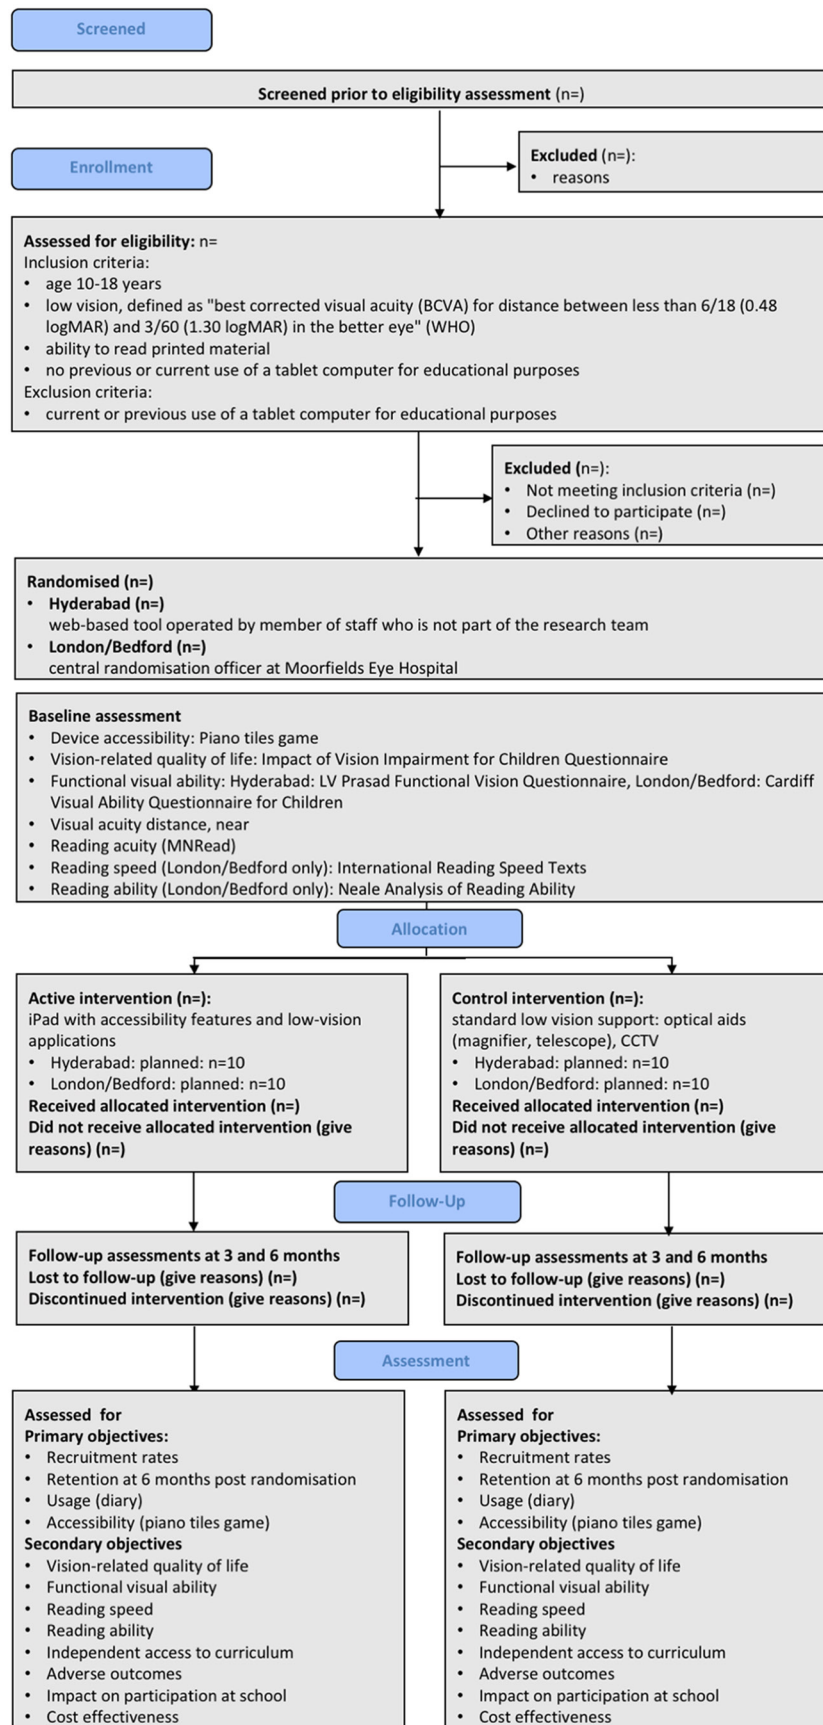 Screened
Screened prior to eligibility assessment (n=)
Excluded (n=):
• reasons
Enrollment
Assessed for eligibility: n=
Inclusion criteria:
• age 10-18 years
• low vision, defined as "best corrected visual acuity (BCVA) for distance between less than 6/18 (0.48
logMAR) and 3/60 (1.30 logMAR) in the better eye" (WHO)
• ability to read printed material
• no previous or current use of a tablet computer for educational purposes
Exclusion criteria:
• current or previous use of a tablet computer for educational purposes
Excluded (n=):
• Not meeting inclusion criteria (n=)
• Declined to participate (n=)
• Other reasons (n=)
Randomised (n=)
• Hyderabad (n=)
web-based tool operated by member of staff who is not part of the research team
• London/Bedford (n=)
central randomisation officer at Moorfields Eye Hospital
Baseline assessment
• Device accessibility: Piano tiles game
• Vision-related quality of life: Impact of Vision Impairment for Children Questionnaire
• Functional visual ability: Hyderabad: LV Prasad Functional Vision Questionnaire, London/Bedford: Cardiff
Visual Ability Questionnaire for Children
• Visual acuity distance, near
• Reading acuity (MNRead)
• Reading speed (London/Bedford only): International Reading Speed Texts
• Reading ability (London/Bedford only): Neale Analysis of Reading Ability
Allocation
Active intervention (n=):
iPad with accessibility features and low-vision
applications
• Hyderabad: planned: n=10
• London/Bedford: planned: n=10
Received allocated intervention (n=)
Did not receive allocated intervention (give
reasons) (n=)
Control intervention (n=):
standard low vision support: optical aids
(magnifier, telescope), CCTV
• Hyderabad: planned: n=10
• London/Bedford: planned: n=10
Received allocated intervention (n=)
Did not receive allocated intervention (give
reasons) (n=)
Follow-Up
Follow-up assessments at 3 and 6 months
Lost to follow-up (give reasons) (n=)
Discontinued intervention (give reasons) (n=)
Follow-up assessments at 3 and 6 months
Lost to follow-up (give reasons) (n=)
Discontinued intervention (give reasons) (n=)
Assessment
Assessed for
Primary objectives:
• Recruitment rates
• Retention at 6 months post randomisation
• Usage (diary)
• Accessibility (piano tiles game)
Secondary objectives
• Vision-related quality of life
• Functional visual ability
• Reading speed
• Reading ability
• Independent access to curriculum
• Adverse outcomes
• Impact on participation at school
• Cost effectiveness
Assessed for
Primary objectives:
• Recruitment rates
• Retention at 6 months post randomisation
• Usage (diary)
• Accessibility (piano tiles game)
Secondary objectives
• Vision-related quality of life
• Functional visual ability
• Reading speed
• Reading ability
• Independent access to curriculum
• Adverse outcomes
• Impact on participation at school
• Cost effectiveness